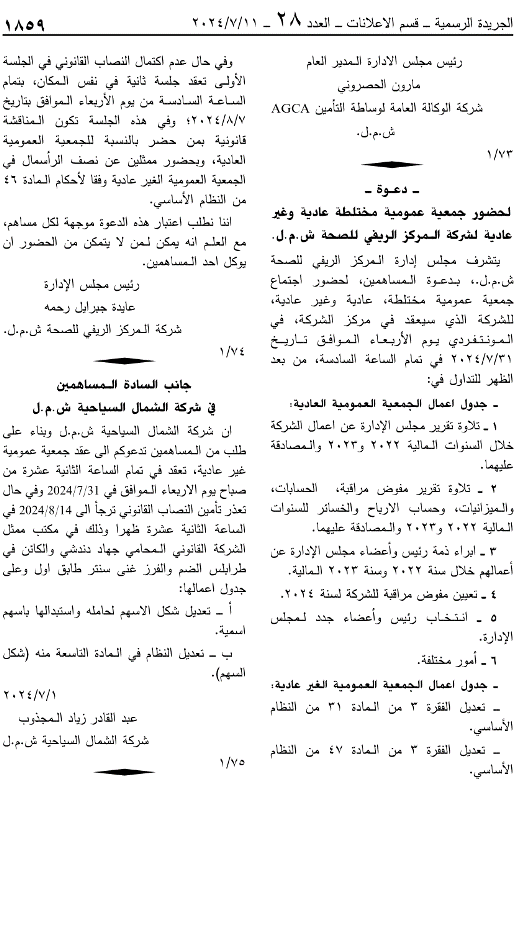 الجريدة الرسمية ــ قسم الاعلانات ــ العدد ٢٨ ــ ٢٠٢٤/٧/١١
١٨٥٩
رئيس مجلس الادارة المدير العام
مارون الحصروني
شركة الوكالة العامة لوساطة التأمين AGCA
ش.م.ل.
١/٧٣
ــ دعـوة ــ
لحضور جمعية عمومية مختلطة عادية وغير
عادية لشركة المركز الريفي للصحة ش.م.ل.
يتشرف مجلس إدارة المركز الريفي للصحة
ش.م.ل.، بدعوة المساهمين، لحضور اجتماع
جمعية عمومية مختلطة، عادية وغير عادية،
للشركة الذي سيعقد في مركز الشركة، في
المونتفردي يوم الأربعاء الموافق تاريخ
٢٠٢٤/٧/٣١ في تمام الساعة السادسة، من بعد
الظهر للتداول في:
ــ جدول اعمال الجمعية العمومية العادية:
١ ــ تلاوة تقرير مجلس الإدارة عن اعمال الشركة
خلال السنوات المالية ٢٠٢٢ و٢٠٢٣ والمصادقة
عليهما.
٢ ــ تلاوة تقرير مفوض مراقبة، الحسابات،
والميزانيات، وحساب الارباح والخسائر للسنوات
المالية ٢٠٢٢ و٢٠٢٣ والمصادقة عليهما.
٣ ــ ابراء ذمة رئيس وأعضاء مجلس الإدارة عن
أعمالهم خلال سنة ٢٠٢٢ وسنة ٢٠٢٣ المالية.
٤ ــ تعيين مفوض مراقبة للشركة لسنة ٢٠٢٤.
٥ ــ انتخاب رئيس وأعضاء جدد لمجلس
الإدارة.
٦ ــ أمور مختلفة.
ــ جدول اعمال الجمعية العمومية الغير عادية:
ــ تعديل الفقرة ٣ من المادة ٣١ من النظام
الأساسي.
ــ تعديل الفقرة ٣ من المادة ٤٧ من النظام
الأساسي.
وفي حال عدم اكتمال النصاب القانوني في الجلسة
الأولى تعقد جلسة ثانية في نفس المكان، بتمام
الساعة السادسة من يوم الأربعاء الموافق بتاريخ
٢٠٢٤/٨/٧؛ وفي هذه الجلسة تكون المناقشة
قانونية بمن حضر بالنسبة للجمعية العمومية
العادية، وبحضور ممثلين عن نصف الرأسمال في
الجمعية العمومية الغير عادية وفقا لأحكام المادة ٤٦
من النظام الأساسي.
اننا نطلب اعتبار هذه الدعوة موجهة لكل مساهم،
مع العلم انه يمكن لمن لا يتمكن من الحضور ان
يوكل احد المساهمين.
رئيس مجلس الإدارة
عايدة جبرايل رحمه
شركة المركز الريفي للصحة ش.م.ل.
١/٧٤
جانب السادة المساهمين
في شركة الشمال السياحية ش.م.ل
ان شركة الشمال السياحية ش.م.ل وبناء على
طلب من المساهمين تدعوكم الى عقد جمعية عمومية
غير عادية، تعقد في تمام الساعة الثانية عشرة من
صباح يوم الاربعاء الموافق في 2024/7/31 وفي حال
تعذر تأمين النصاب القانوني ترجأ الى 2024/8/14 في
الساعة الثانية عشرة ظهرا وذلك في مكتب ممثل
الشركة القانوني المحامي جهاد دندشي والكائن في
طرابلس الضم والفرز غنى سنتر طابق اول وعلى
جدول اعمالها:
أ ــ تعديل شكل الاسهم لحامله واستبدالها باسهم
اسمية.
ب ــ تعديل النظام في المادة التاسعة منه (شكل
السهم).
٢٠٢٤/٧/١
عبد القادر زياد المجذوب
شركة الشمال السياحية ش.م.ل
١/٧٥